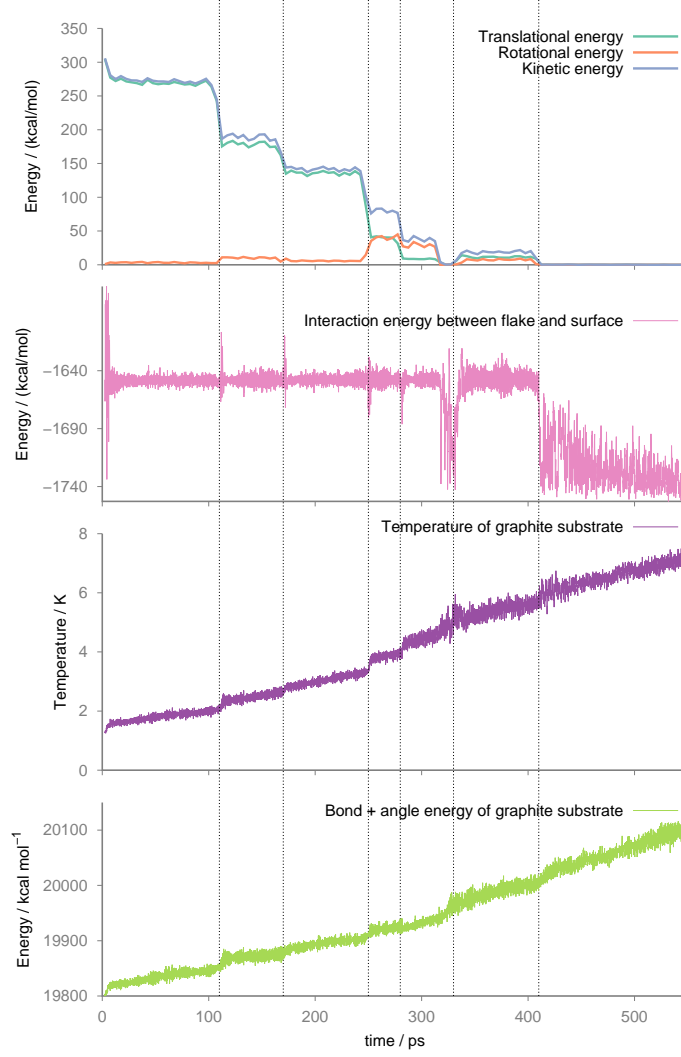 350
300
250
200
150
100
50
0
Energy / (kcal/mol)
Translational energy
Rotational energy
Kinetic energy
−1640
−1690
−1740
Energy / (kcal/mol)
Interaction energy between flake and surface
8
6
4
2
0
Temperature / K
Temperature of graphite substrate
20100
20000
19900
19800
Energy / kcal mol⁻¹
Bond + angle energy of graphite substrate
0 100 200 300 400 500
time / ps